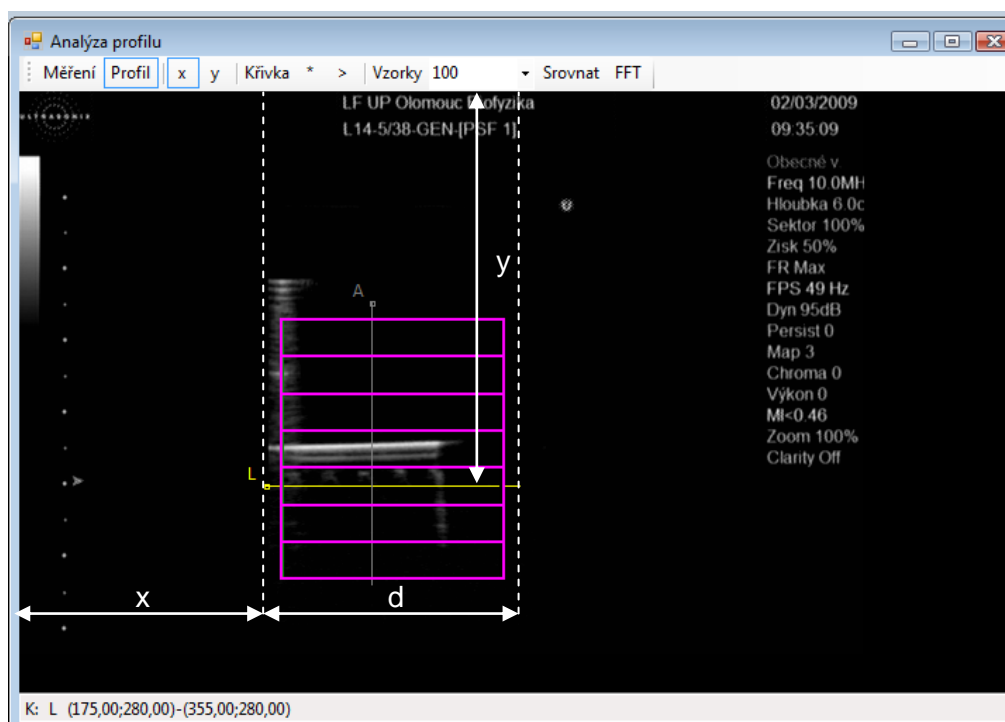 Analýza profilu
Měření Profil x y Křivka * > Vzorky 100 Srovnat FFT
LF UP Olomouc Biofyzika
02/03/2009
ULTRASONIX
L14-5/38-GEN-[PSF 1]
09:35:09
Obecné v.
Freq 10.0MH
Hloubka 6.0c
Sektor 100%
Zisk 50%
FR Max
FPS 49 Hz
Dyn 95dB
Persist 0
Map 3
Chroma 0
Výkon 0
MI<0.46
Zoom 100%
Clarity Off
y
A
L
x
d
K: L (175,00;280,00)-(355,00;280,00)